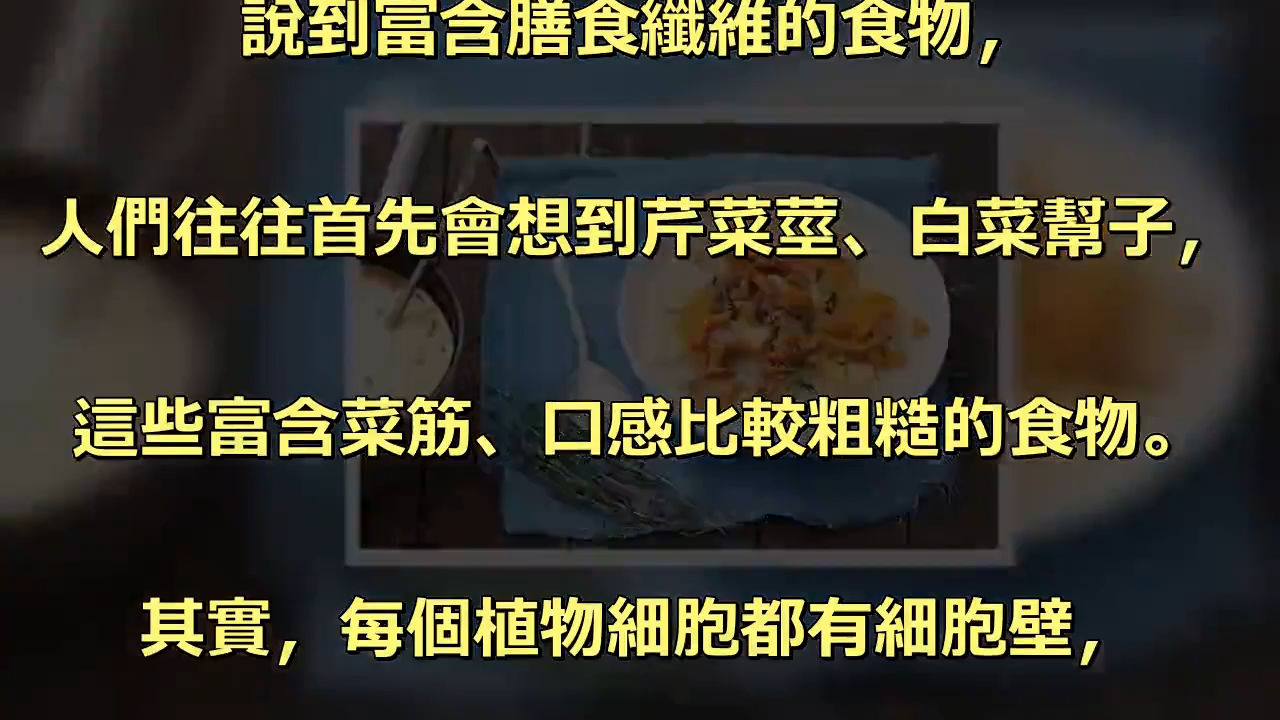 說到富含膳食纖維的食物，
人們往往首先會想到芹菜莖、白菜幫子，
這些富含菜筋、口感比較粗糙的食物。
其實，每個植物細胞都有細胞壁，